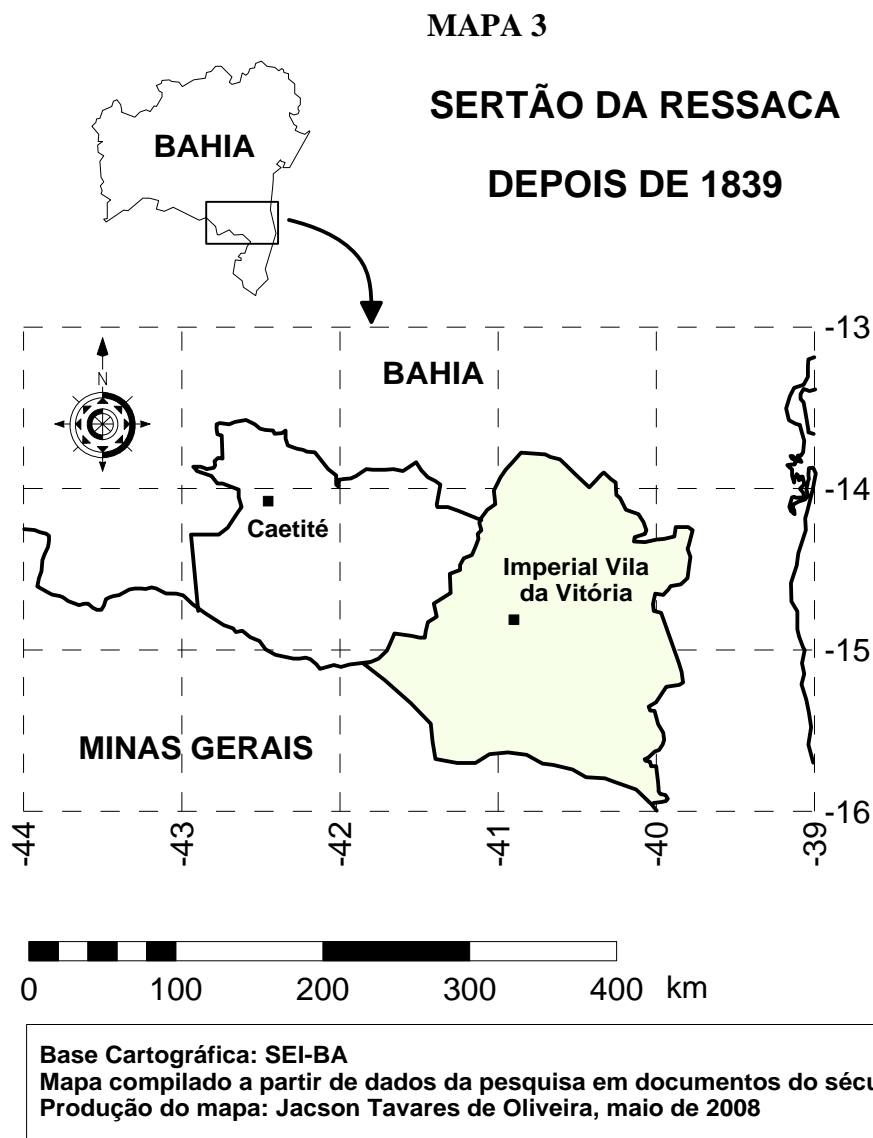 MAPA 3
SERTÃO DA RESSACA
DEPOIS DE 1839
BAHIA
-13
BAHIA
N
-14
Caetité
Imperial Vila
da Vitória
-15
MINAS GERAIS
-16
-44
-43
-42
-41
-40
-39
0 100 200 300 400 km
Base Cartográfica: SEI-BA
Mapa compilado a partir de dados da pesquisa em documentos do sécu
Produção do mapa: Jacson Tavares de Oliveira, maio de 2008